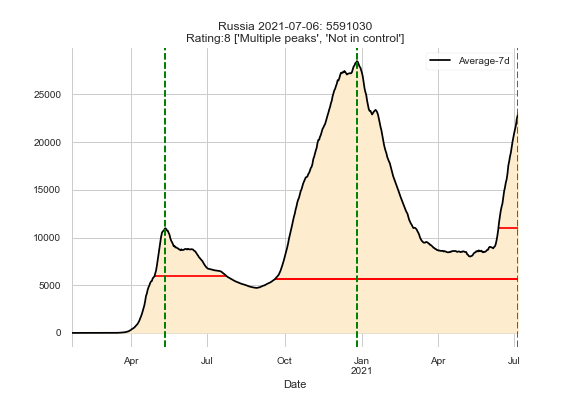 Russia 2021-07-06: 5591030
Rating:8 ['Multiple peaks', 'Not in control']
Average-7d
25000
20000
15000
10000
5000
0
Apr
Jul
Oct
Jan
2021
Apr
Jul
Date